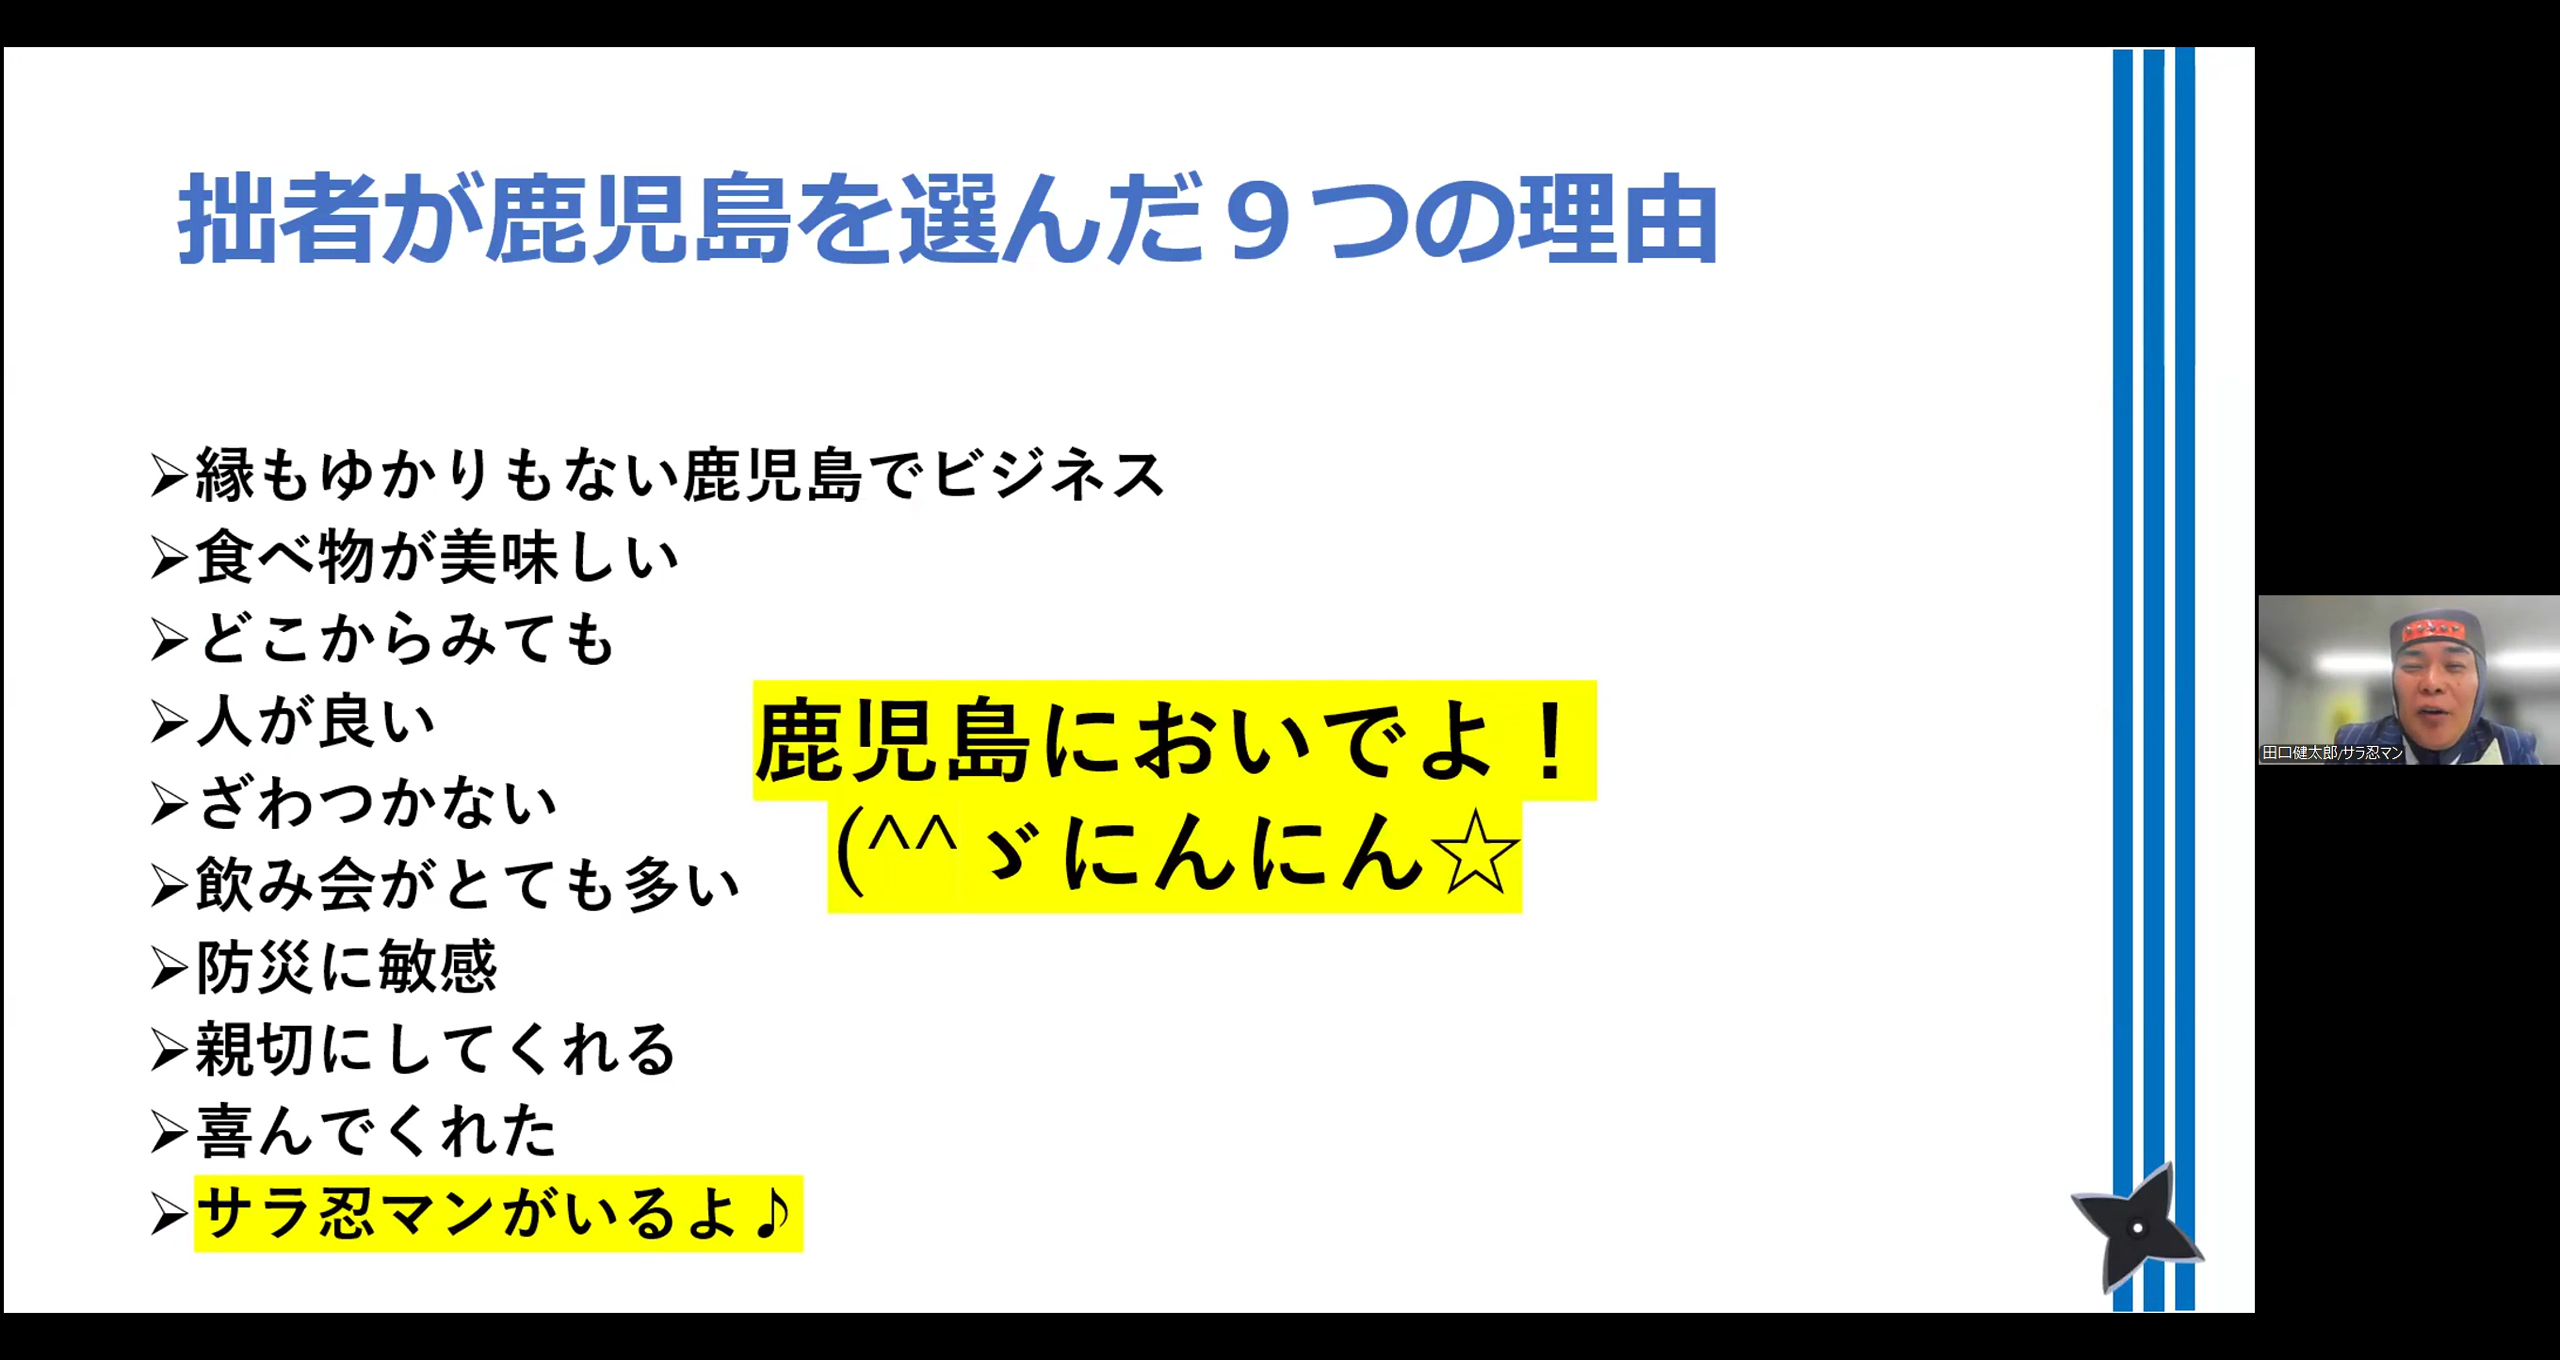 拙者が鹿児島を選んだ９つの理由
➢縁もゆかりもない鹿児島でビジネス
➢食べ物が美味しい
➢どこからみても
➢人が良い
➢ざわつかない
➢飲み会がとても多い
➢防災に敏感
➢親切にしてくれる
➢喜んでくれた
➢サラ忍マンがいるよ♪
鹿児島においでよ！
(^^ゞにんにん☆
田口健太郎/サラ忍マン